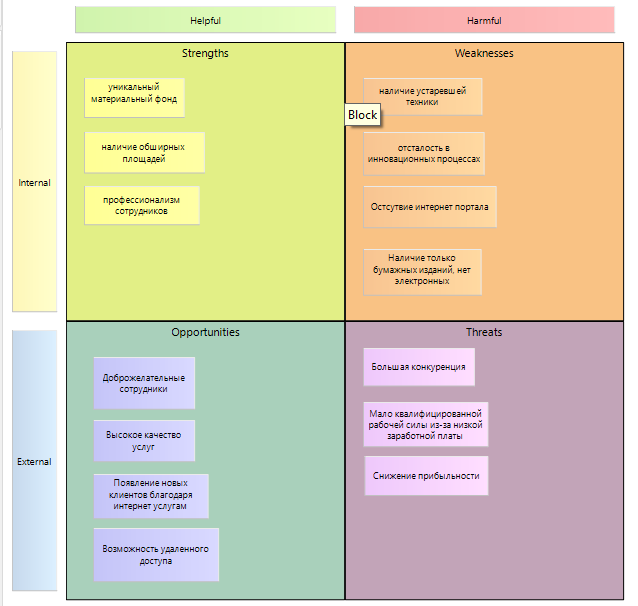 Helpful
Harmful
Internal
Strengths
уникальный
материальный фонд
наличие обширных
площадей
профессионализм
сотрудников
Weaknesses
наличие устаревшей
техники
Block
отсталость в
инновационных процессах
Остсутвие интернет портала
Наличие только
бумажных изданий, нет
электронных
External
Opportunities
Доброжелательные
сотрудники
Высокое качество
услуг
Появление новых
клиентов благодаря
интернет услугам
Возможность удаленного
доступа
Threats
Большая конкуренция
Мало квалифицированной
рабочей силы из-за низкой
заработной платы
Снижение прибыльности